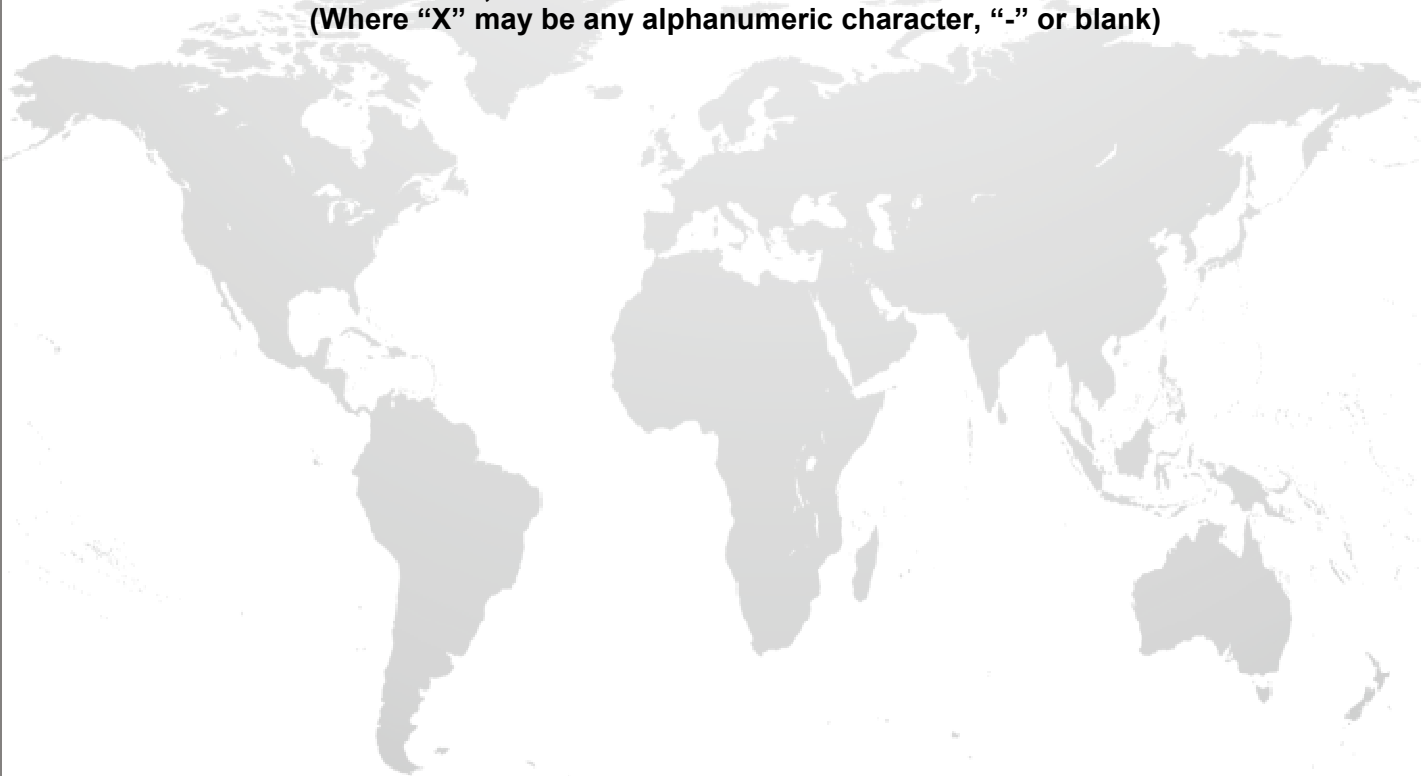 (Where “X” may be any alphanumeric character, “-” or blank)